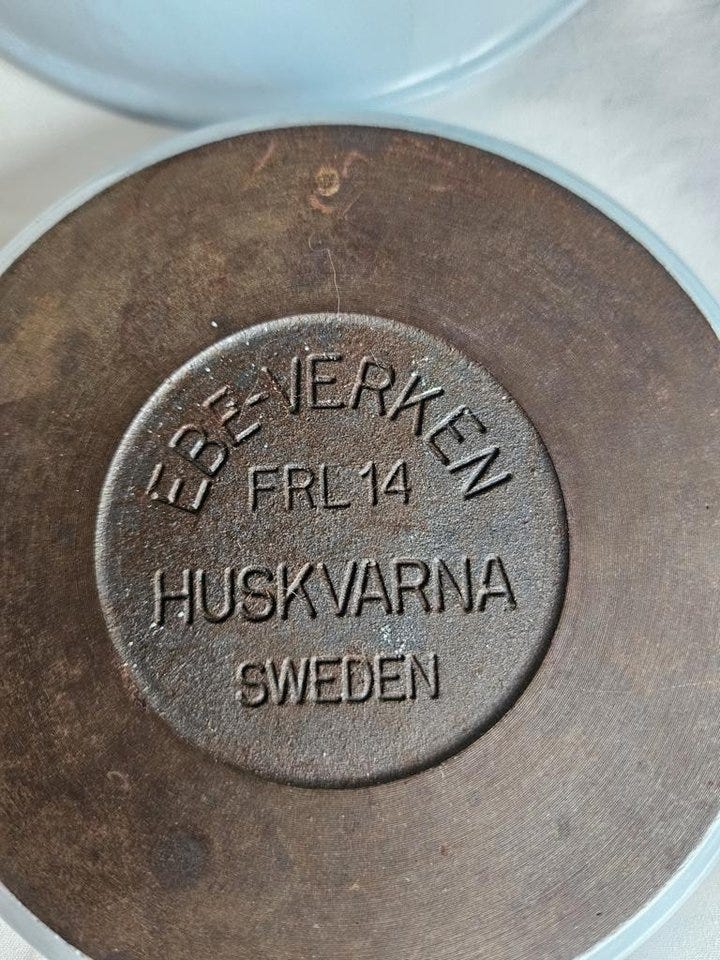 EBE-VERKEN
FRL 14
HUSKVARNA
SWEDEN